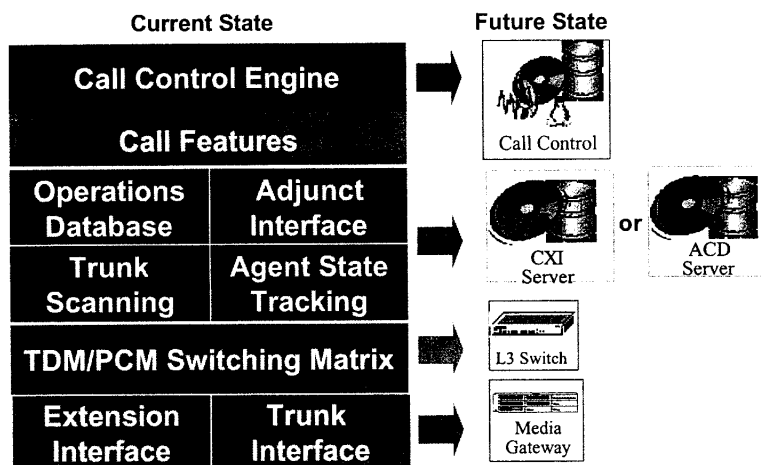 Current State
Future State
Call Control Engine
Call Features
Call Control
Operations
Database
Adjunct
Interface
Trunk
Scanning
Agent State
Tracking
CXI
Server
or
ACD
Server
TDM/PCM Switching Matrix
L3 Switch
Extension
Interface
Trunk
Interface
Media
Gateway